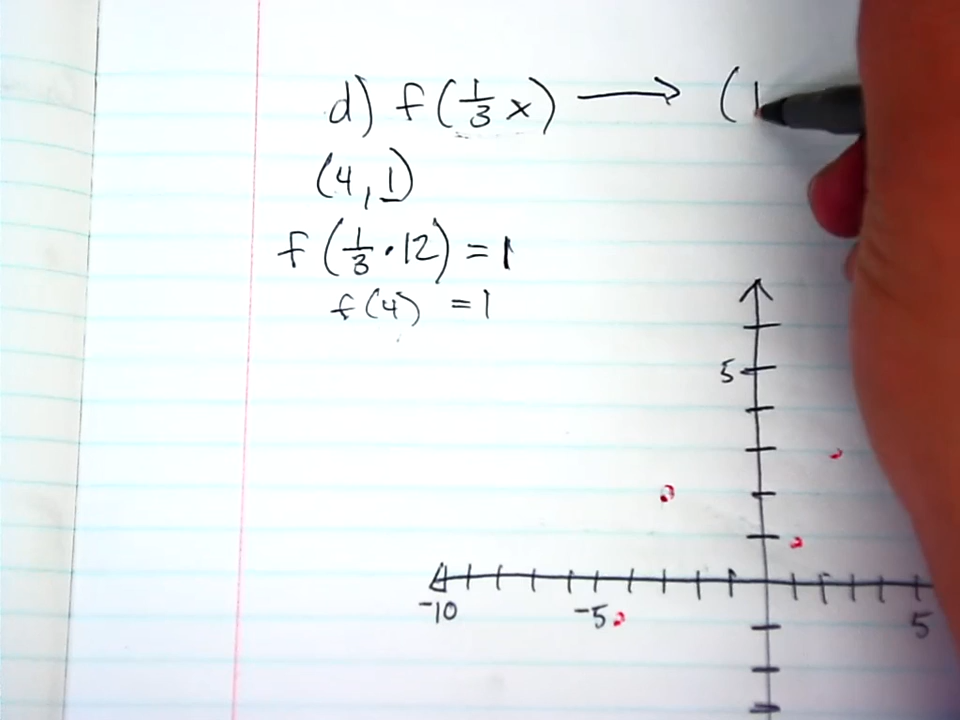 d) f(1/3 x) → (1
(4, 1)
f(1/3 · 12) = 1
f(4) = 1
5
-10 -5 5